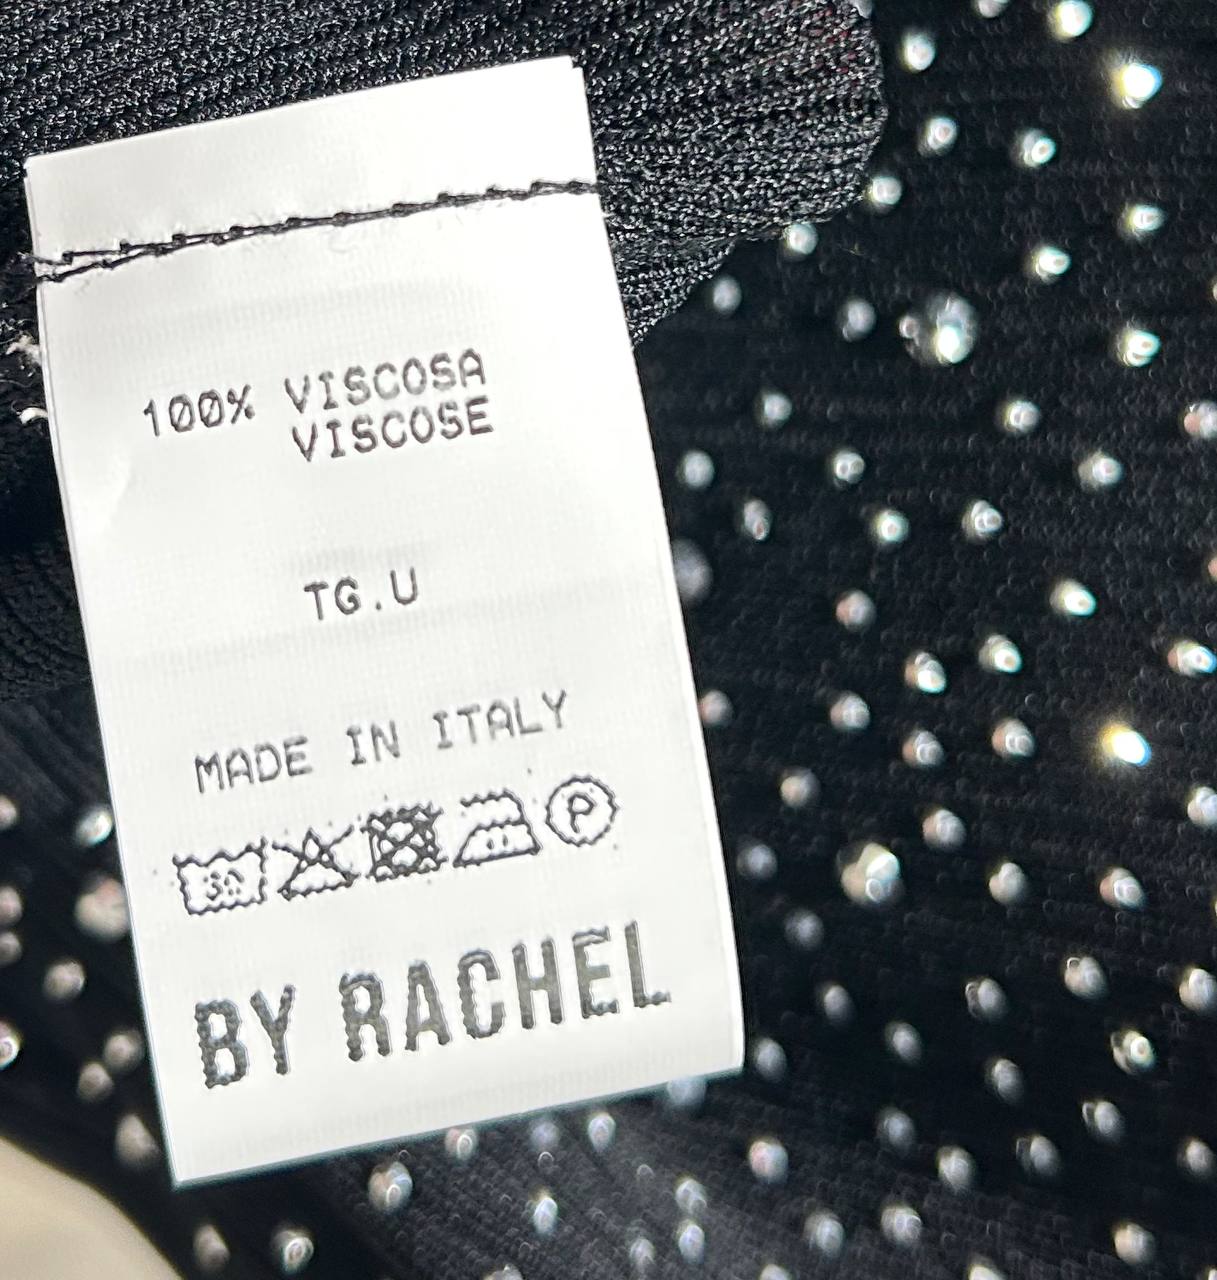 100% VISCOSA
VISCOSE
TG.U
MADE IN ITALY
30 P
BY RACHEL